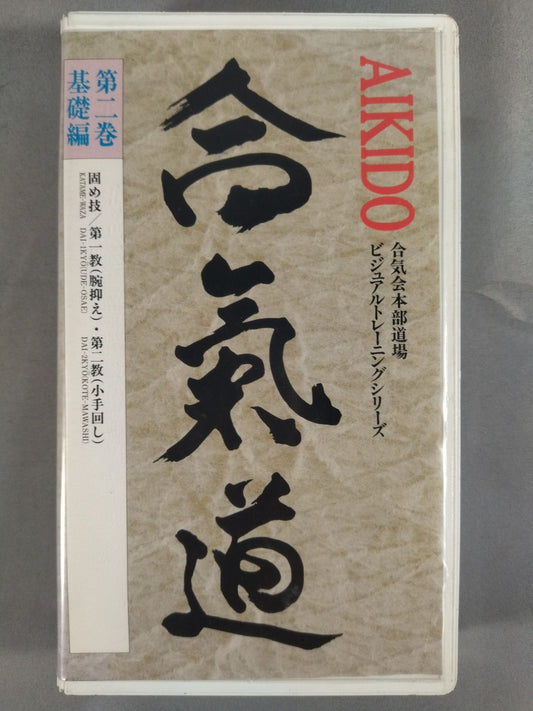 AIKIDO
合気会本部道場
ビジュアルトレーニングシリーズ
合氣道
第二巻
基礎編
固め技／第一教(腕抑え)・第二教(小手回し)
KATAME-WAZA DAI-1KYO(UDE-OSAE) DAI-2KYO(KOTE-MAWASHI)